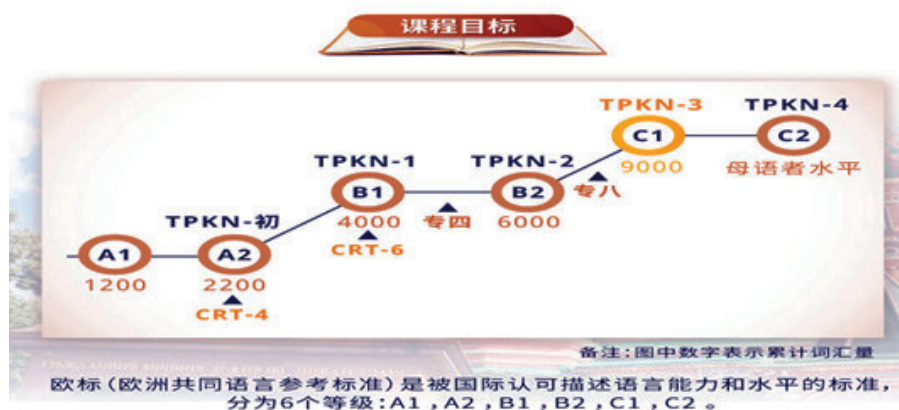 课程目标
TPKN-3 TPKN-4
C1 C2
TPKN-1 TPKN-2 9000 母语者水平
B1 B2 专八
TPKN-初 4000 专四 6000
A1 A2 CRT-6
1200 2200
CRT-4
备注:图中数字表示累计词汇量
欧标(欧洲共同语言参考标准)是被国际认可描述语言能力和水平的标准,
分为6个等级:A1,A2,B1,B2,C1,C2。